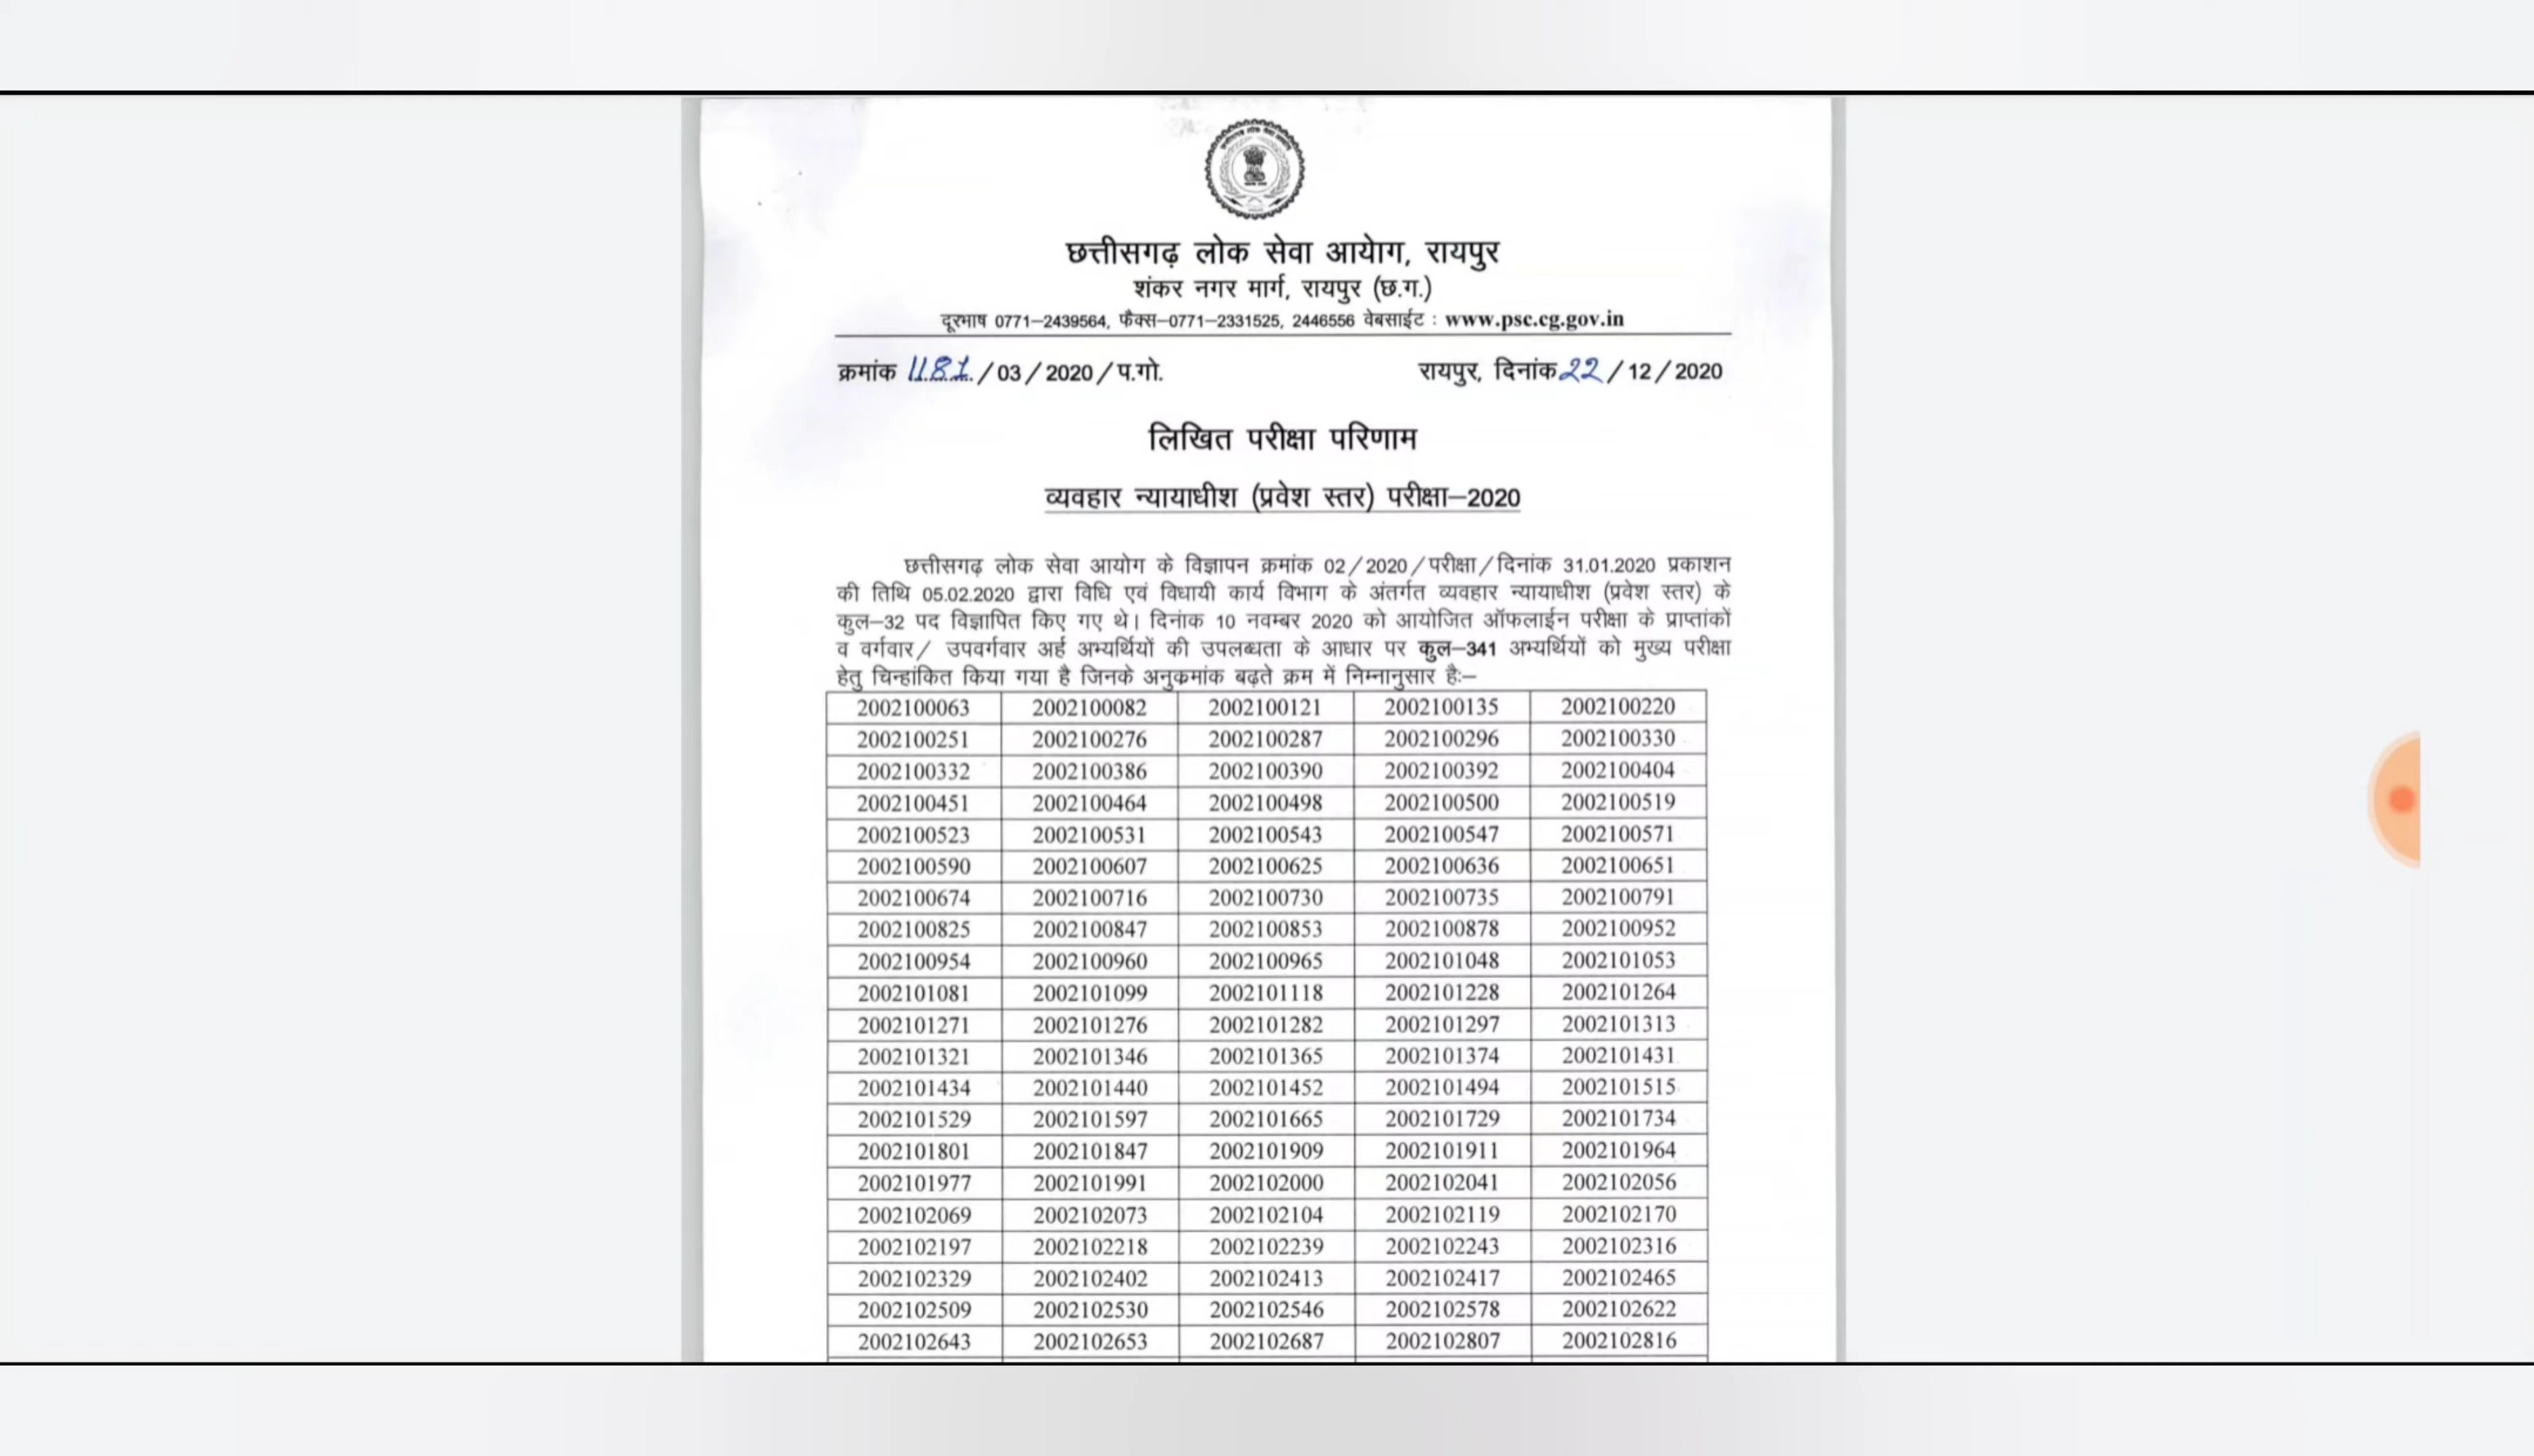 छत्तीसगढ़ लोक सेवा आयोग, रायपुर
शंकर नगर मार्ग, रायपुर (छ.ग.)
दूरभाष 0771–2439564, फैक्स–0771–2331525, 2446556 वेबसाईट : www.psc.cg.gov.in
क्रमांक 1181/03/2020/प.गो. रायपुर, दिनांक 22/12/2020
लिखित परीक्षा परिणाम
व्यवहार न्यायाधीश (प्रवेश स्तर) परीक्षा–2020
छत्तीसगढ़ लोक सेवा आयोग के विज्ञापन क्रमांक 02/2020/परीक्षा/दिनांक 31.01.2020 प्रकाशन
की तिथि 05.02.2020 द्वारा विधि एवं विधायी कार्य विभाग के अंतर्गत व्यवहार न्यायाधीश (प्रवेश स्तर) के
कुल–32 पद विज्ञापित किए गए थे। दिनांक 10 नवम्बर 2020 को आयोजित ऑफलाईन परीक्षा के प्राप्तांकों
व वर्गवार/ उपवर्गवार अर्ह अभ्यर्थियों की उपलब्धता के आधार पर कुल–341 अभ्यर्थियों को मुख्य परीक्षा
हेतु चिन्हांकित किया गया है जिनके अनुक्रमांक बढ़ते क्रम में निम्नानुसार है:–
2002100063 2002100082 2002100121 2002100135 2002100220
2002100251 2002100276 2002100287 2002100296 2002100330
2002100332 2002100386 2002100390 2002100392 2002100404
2002100451 2002100464 2002100498 2002100500 2002100519
2002100523 2002100531 2002100543 2002100547 2002100571
2002100590 2002100607 2002100625 2002100636 2002100651
2002100674 2002100716 2002100730 2002100735 2002100791
2002100825 2002100847 2002100853 2002100878 2002100952
2002100954 2002100960 2002100965 2002101048 2002101053
2002101081 2002101099 2002101118 2002101228 2002101264
2002101271 2002101276 2002101282 2002101297 2002101313
2002101321 2002101346 2002101365 2002101374 2002101431
2002101434 2002101440 2002101452 2002101494 2002101515
2002101529 2002101597 2002101665 2002101729 2002101734
2002101801 2002101847 2002101909 2002101911 2002101964
2002101977 2002101991 2002102000 2002102041 2002102056
2002102069 2002102073 2002102104 2002102119 2002102170
2002102197 2002102218 2002102239 2002102243 2002102316
2002102329 2002102402 2002102413 2002102417 2002102465
2002102509 2002102530 2002102546 2002102578 2002102622
2002102643 2002102653 2002102687 2002102807 2002102816